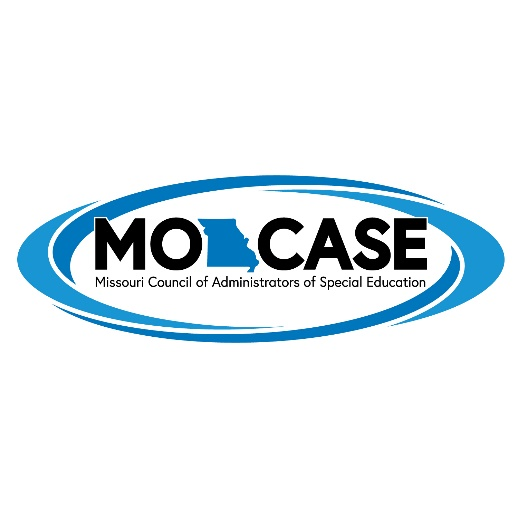 MO CASE
Missouri Council of Administrators of Special Education